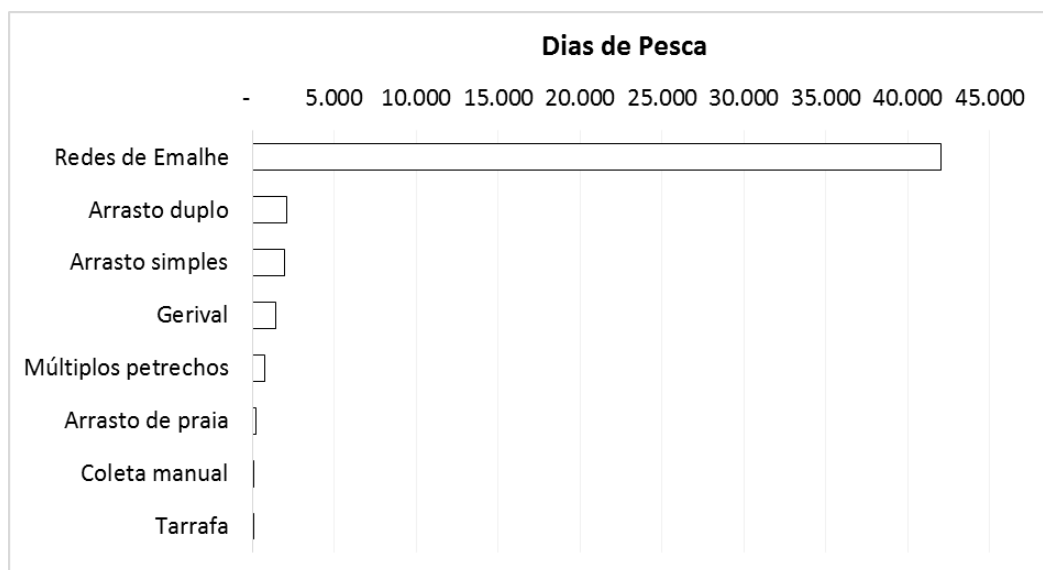 Dias de Pesca
- 5.000 10.000 15.000 20.000 25.000 30.000 35.000 40.000 45.000
Redes de Emalhe
Arrasto duplo
Arrasto simples
Gerival
Múltiplos petrechos
Arrasto de praia
Coleta manual
Tarrafa